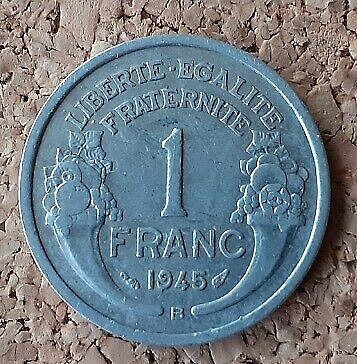 LIBERTE · EGALITE
FRATERNITE
1
FRANC
1945
B